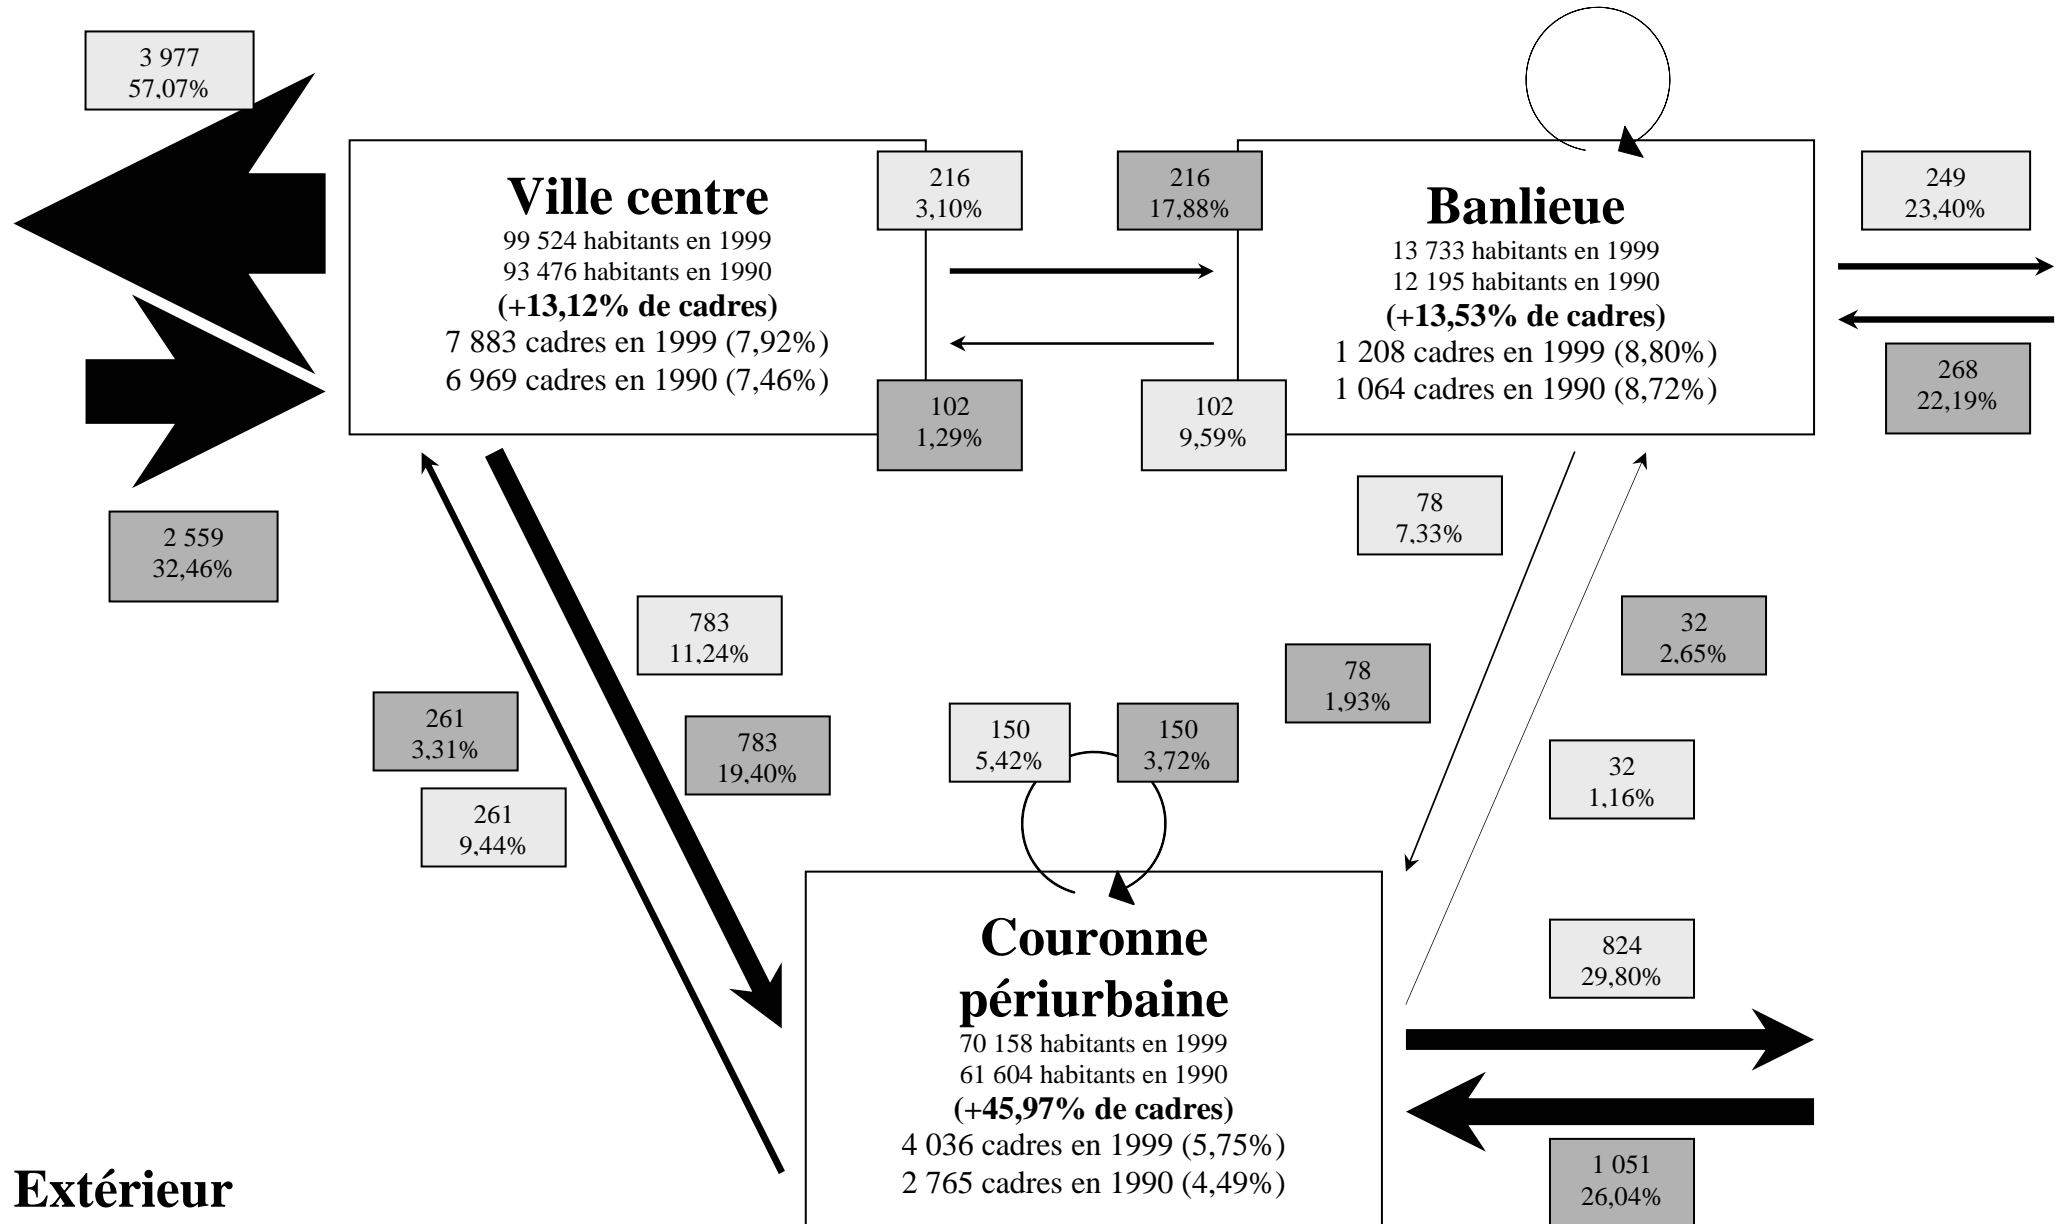 3 977
57,07%
Ville centre
99 524 habitants en 1999
93 476 habitants en 1990
(+13,12% de cadres)
7 883 cadres en 1999 (7,92%)
6 969 cadres en 1990 (7,46%)
216
3,10%
216
17,88%
Banlieue
13 733 habitants en 1999
12 195 habitants en 1990
(+13,53% de cadres)
1 208 cadres en 1999 (8,80%)
1 064 cadres en 1990 (8,72%)
249
23,40%
268
22,19%
102
1,29%
102
9,59%
2 559
32,46%
78
7,33%
783
11,24%
32
2,65%
261
3,31%
783
19,40%
78
1,93%
150
5,42%
150
3,72%
32
1,16%
261
9,44%
Couronne
périurbaine
70 158 habitants en 1999
61 604 habitants en 1990
(+45,97% de cadres)
4 036 cadres en 1999 (5,75%)
2 765 cadres en 1990 (4,49%)
824
29,80%
1 051
26,04%
Extérieur